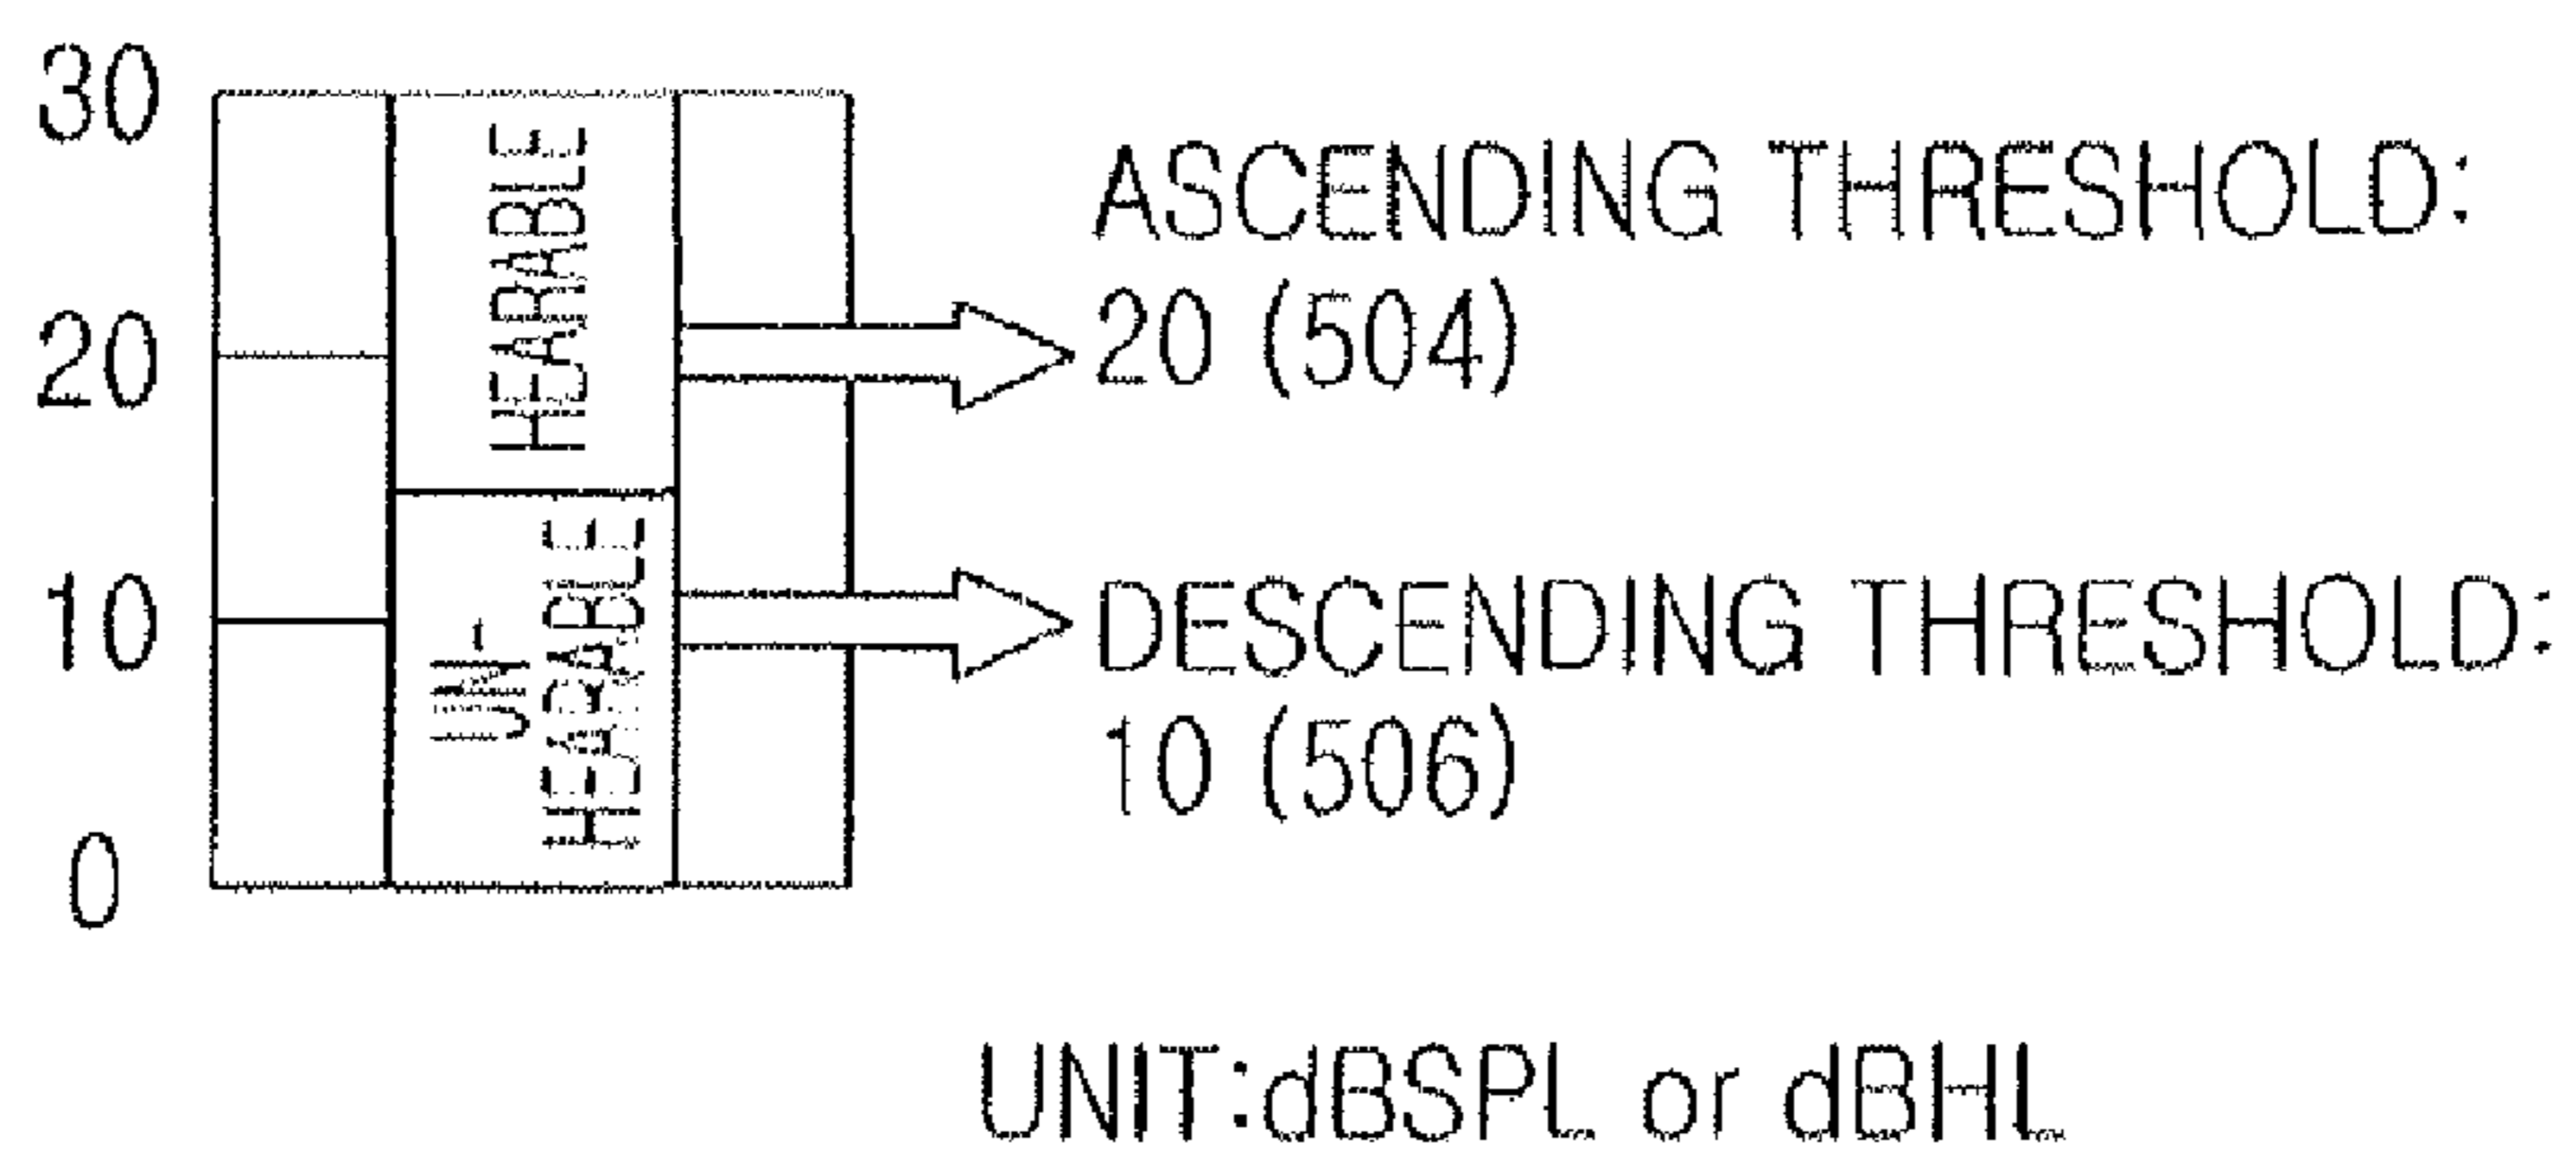 30
20
10
0
HEARABLE
UN-
HEARABLE
ASCENDING THRESHOLD:
20 (504)
DESCENDING THRESHOLD:
10 (506)
UNIT:dBSPL or dBHL